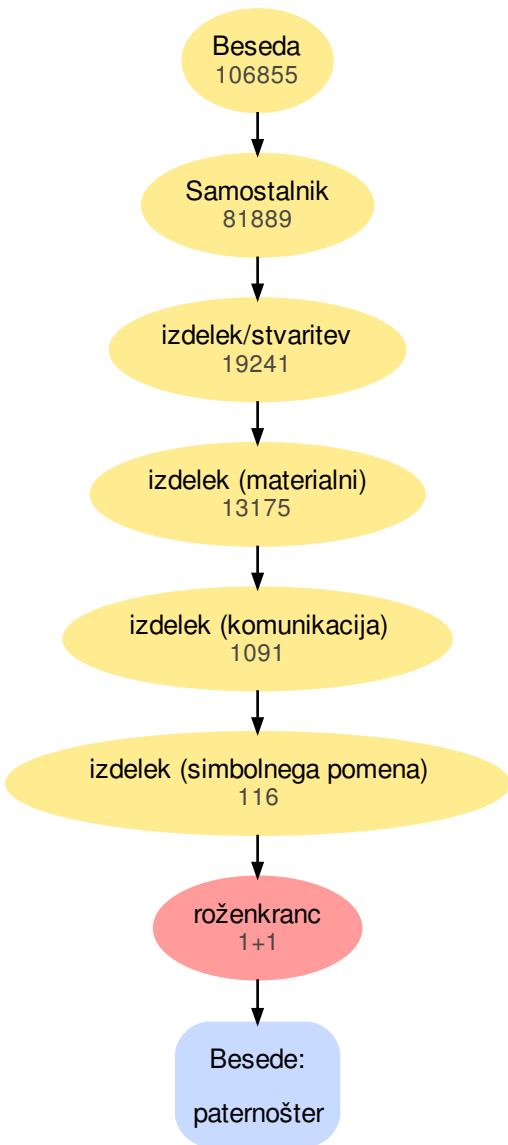 Beseda
106855
Samostalnik
81889
izdelek/stvaritev
19241
izdelek (materialni)
13175
izdelek (komunikacija)
1091
izdelek (simbolnega pomena)
116
roženkranc
1+1
Besede:
paternošter